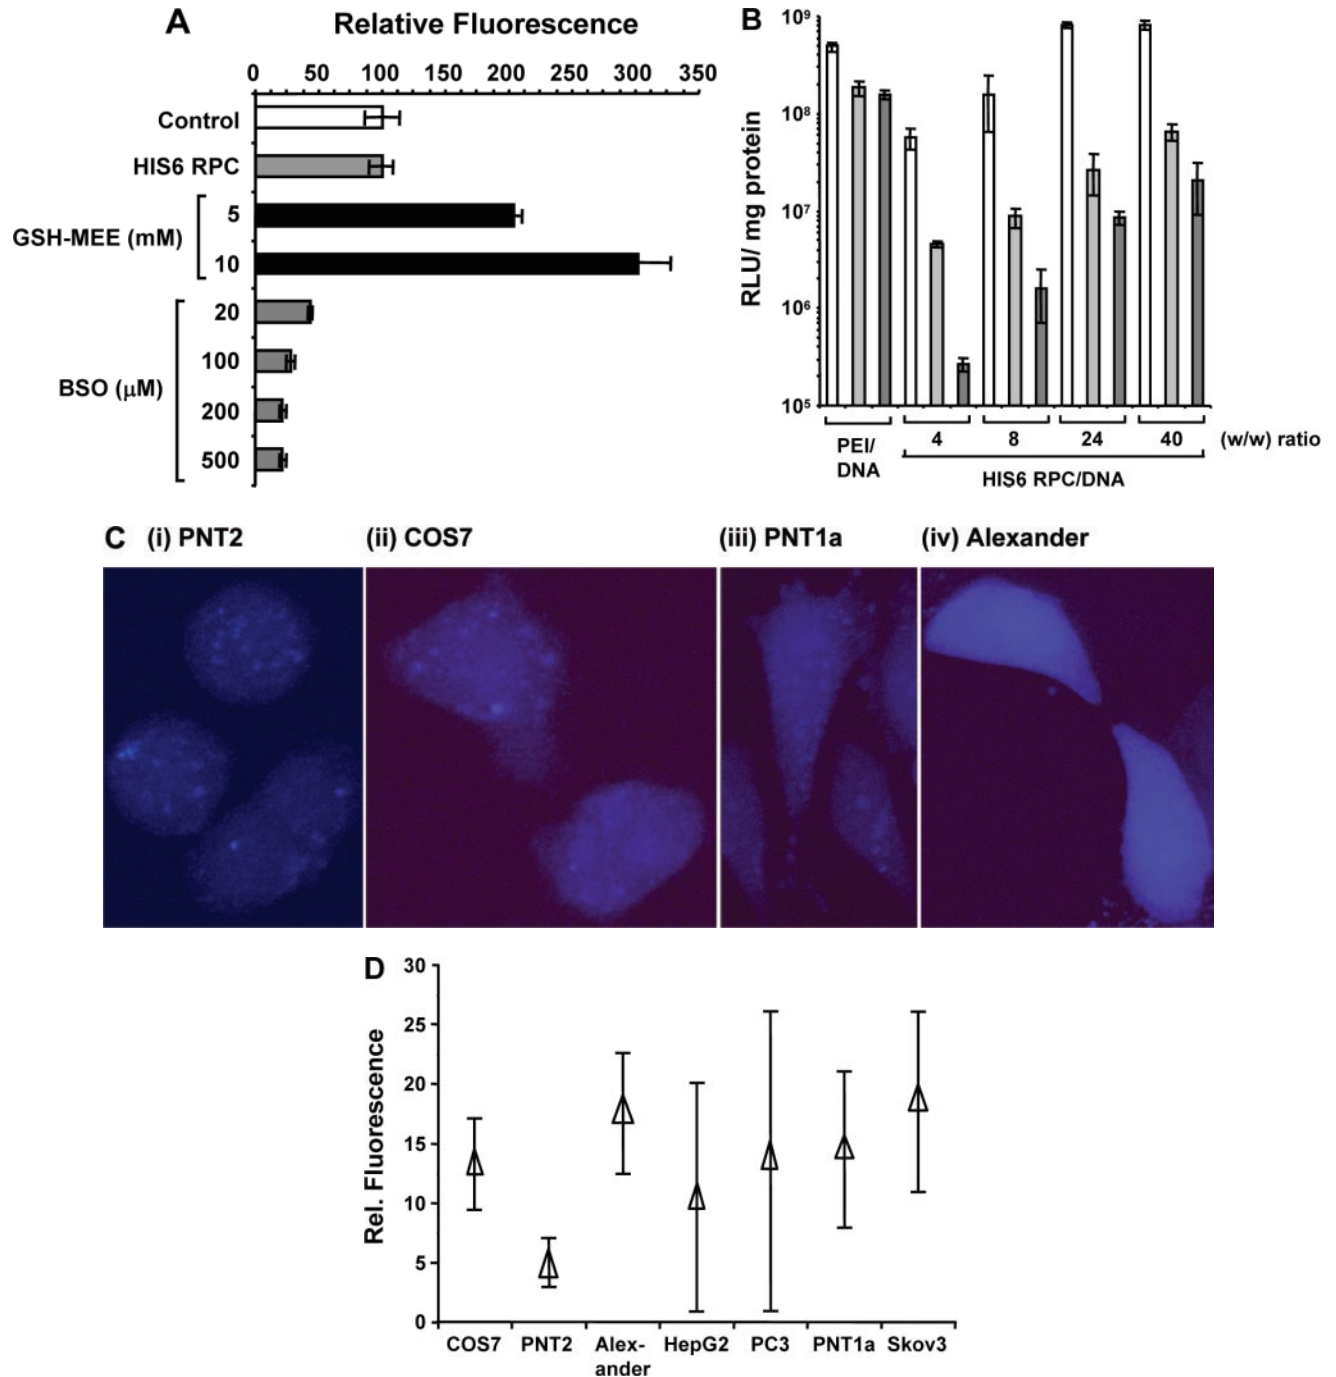 A Relative Fluorescence
0 50 100 150 200 250 300 350
Control
HIS6 RPC
GSH-MEE (mM)
5
10
BSO (µM)
20
100
200
500
B
RLU/ mg protein
10⁹
10⁸
10⁷
10⁶
10⁵
PEI/
DNA
4 8 24 40 (w/w) ratio
HIS6 RPC/DNA
C (i) PNT2 (ii) COS7 (iii) PNT1a (iv) Alexander
D
Rel. Fluorescence
30
25
20
15
10
5
0
COS7 PNT2 Alex- HepG2 PC3 PNT1a Skov3
ander